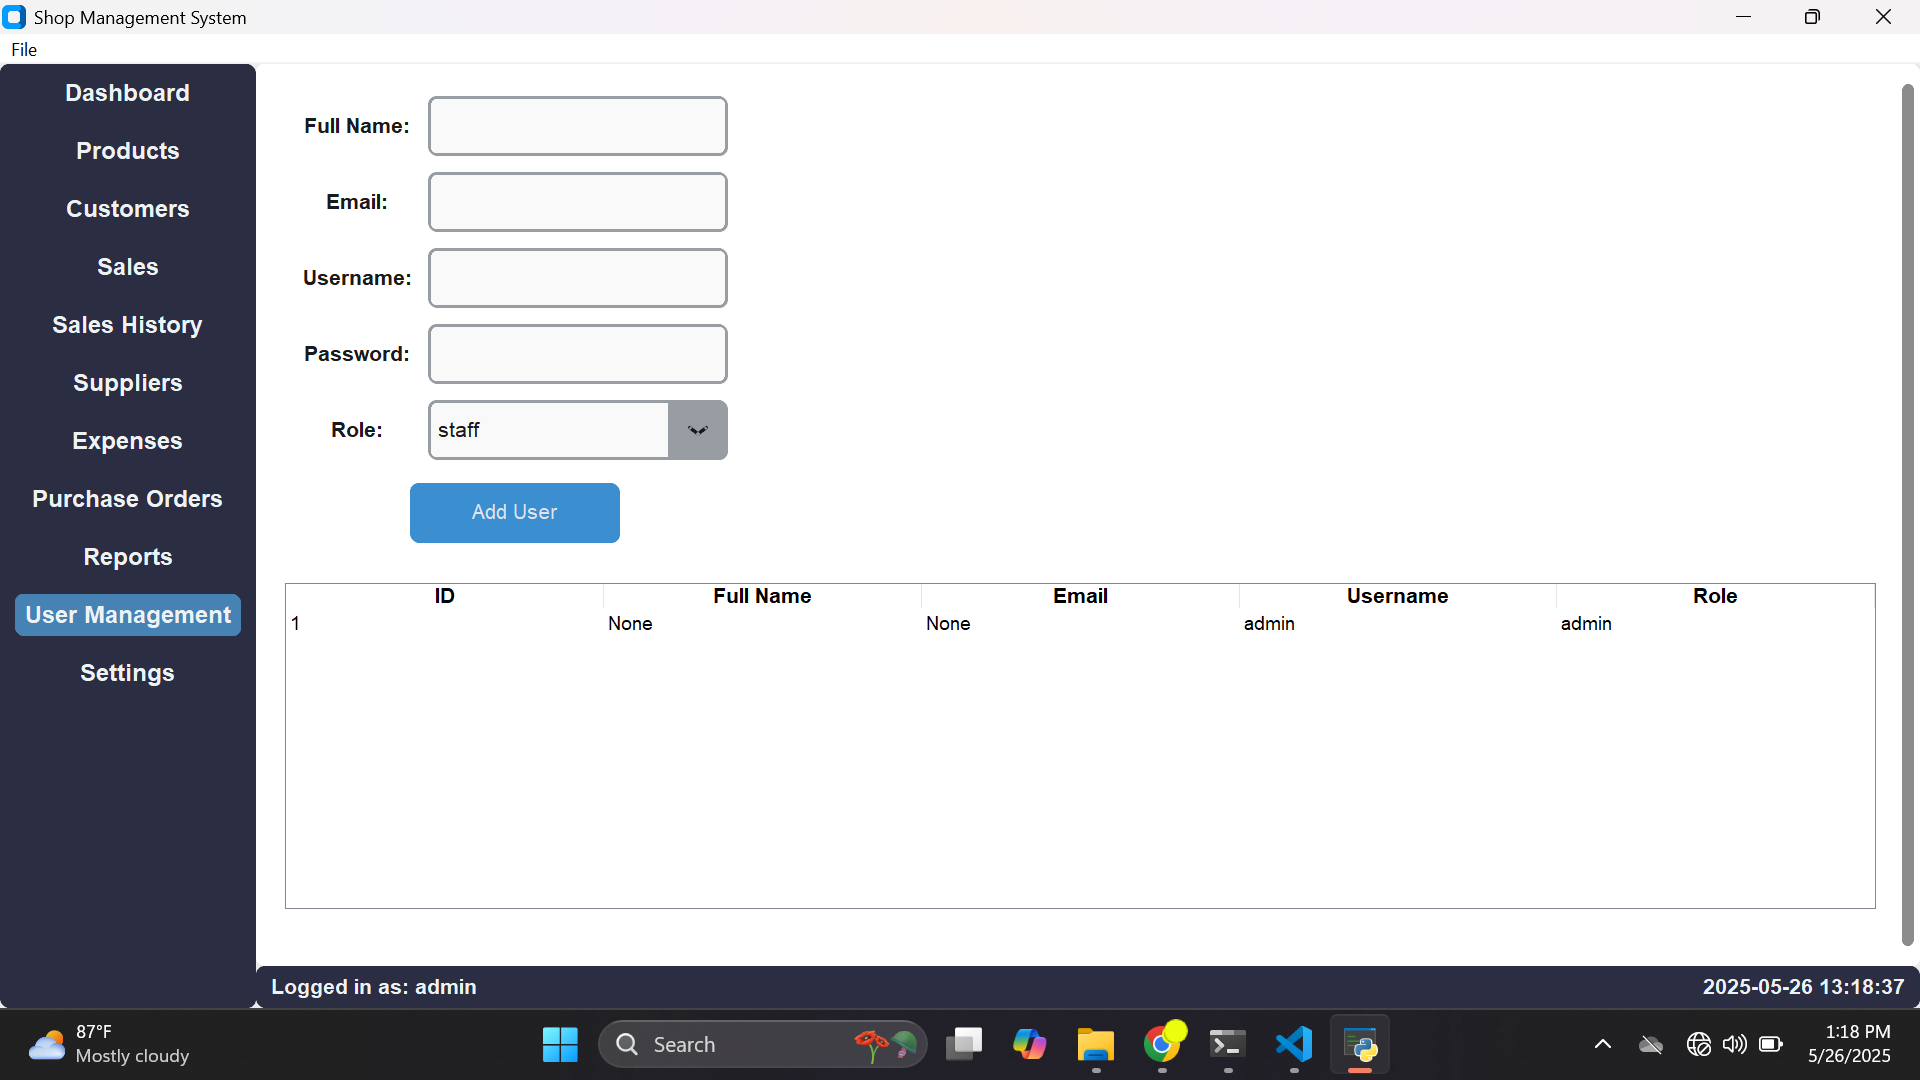 Shop Management System
File
Dashboard
Products
Customers
Sales
Sales History
Suppliers
Expenses
Purchase Orders
Reports
User Management
Settings
Full Name:
Email:
Username:
Password:
Role: staff
Add User
ID Full Name Email Username Role
1 None None admin admin
Logged in as: admin 2025-05-26 13:18:37
87°F
Mostly cloudy
Search
1:18 PM
5/26/2025